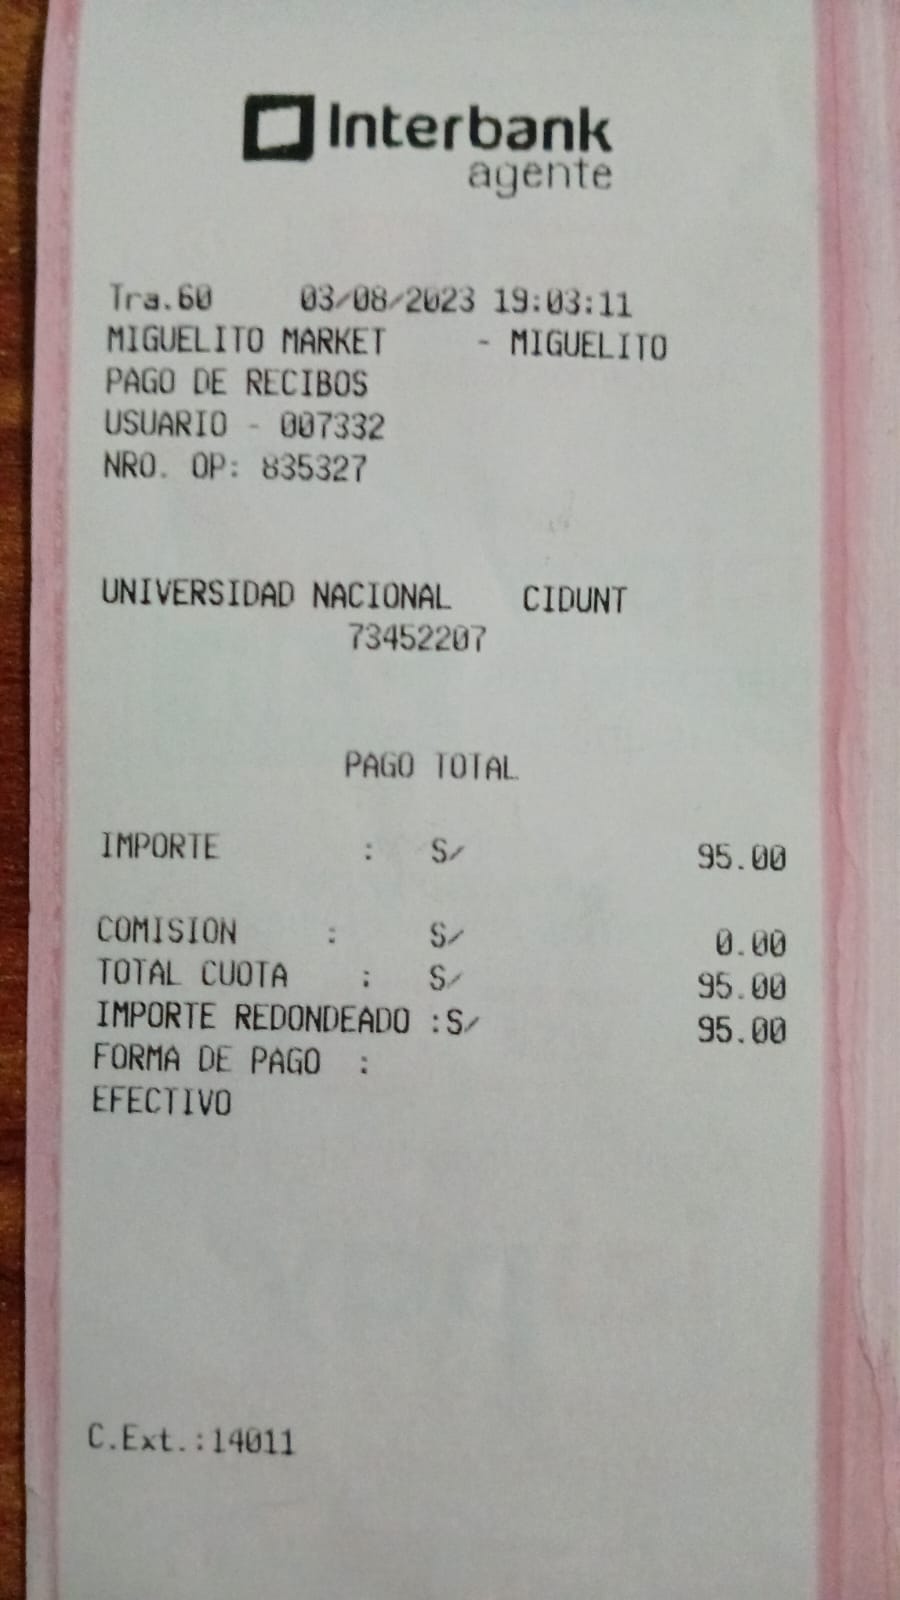 Interbank
agente
Tra.60 03/08/2023 19:03:11
MIGUELITO MARKET - MIGUELITO
PAGO DE RECIBOS
USUARIO - 007332
NRO. OP: 835327
UNIVERSIDAD NACIONAL CIDUNT
73452207
PAGO TOTAL
IMPORTE : S/ 95.00
COMISION : S/ 0.00
TOTAL CUOTA : S/ 95.00
IMPORTE REDONDEADO :S/ 95.00
FORMA DE PAGO :
EFECTIVO
C.Ext.:14011